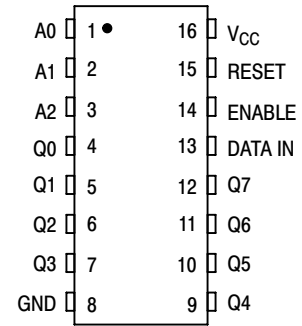 A0 1 16 VCC
A1 2 15 RESET
A2 3 14 ENABLE
Q0 4 13 DATA IN
Q1 5 12 Q7
Q2 6 11 Q6
Q3 7 10 Q5
GND 8 9 Q4